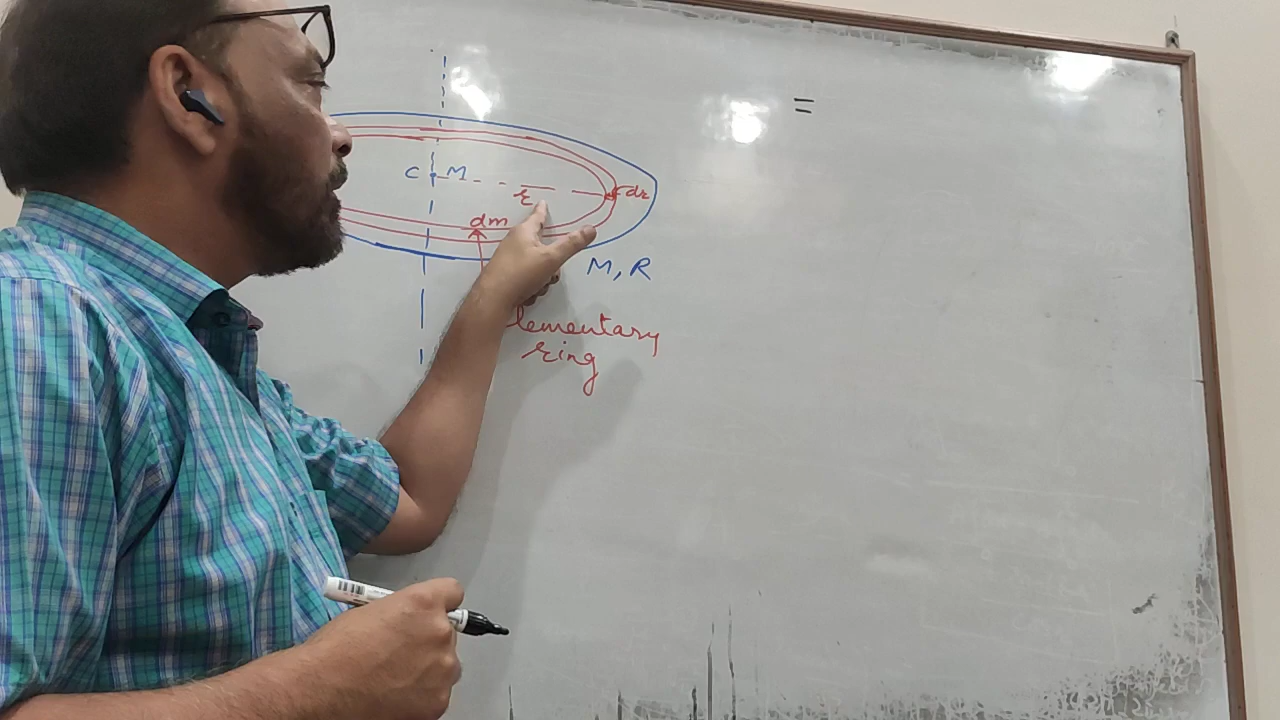 =
C M
r dr
dm
M, R
lementary
ring